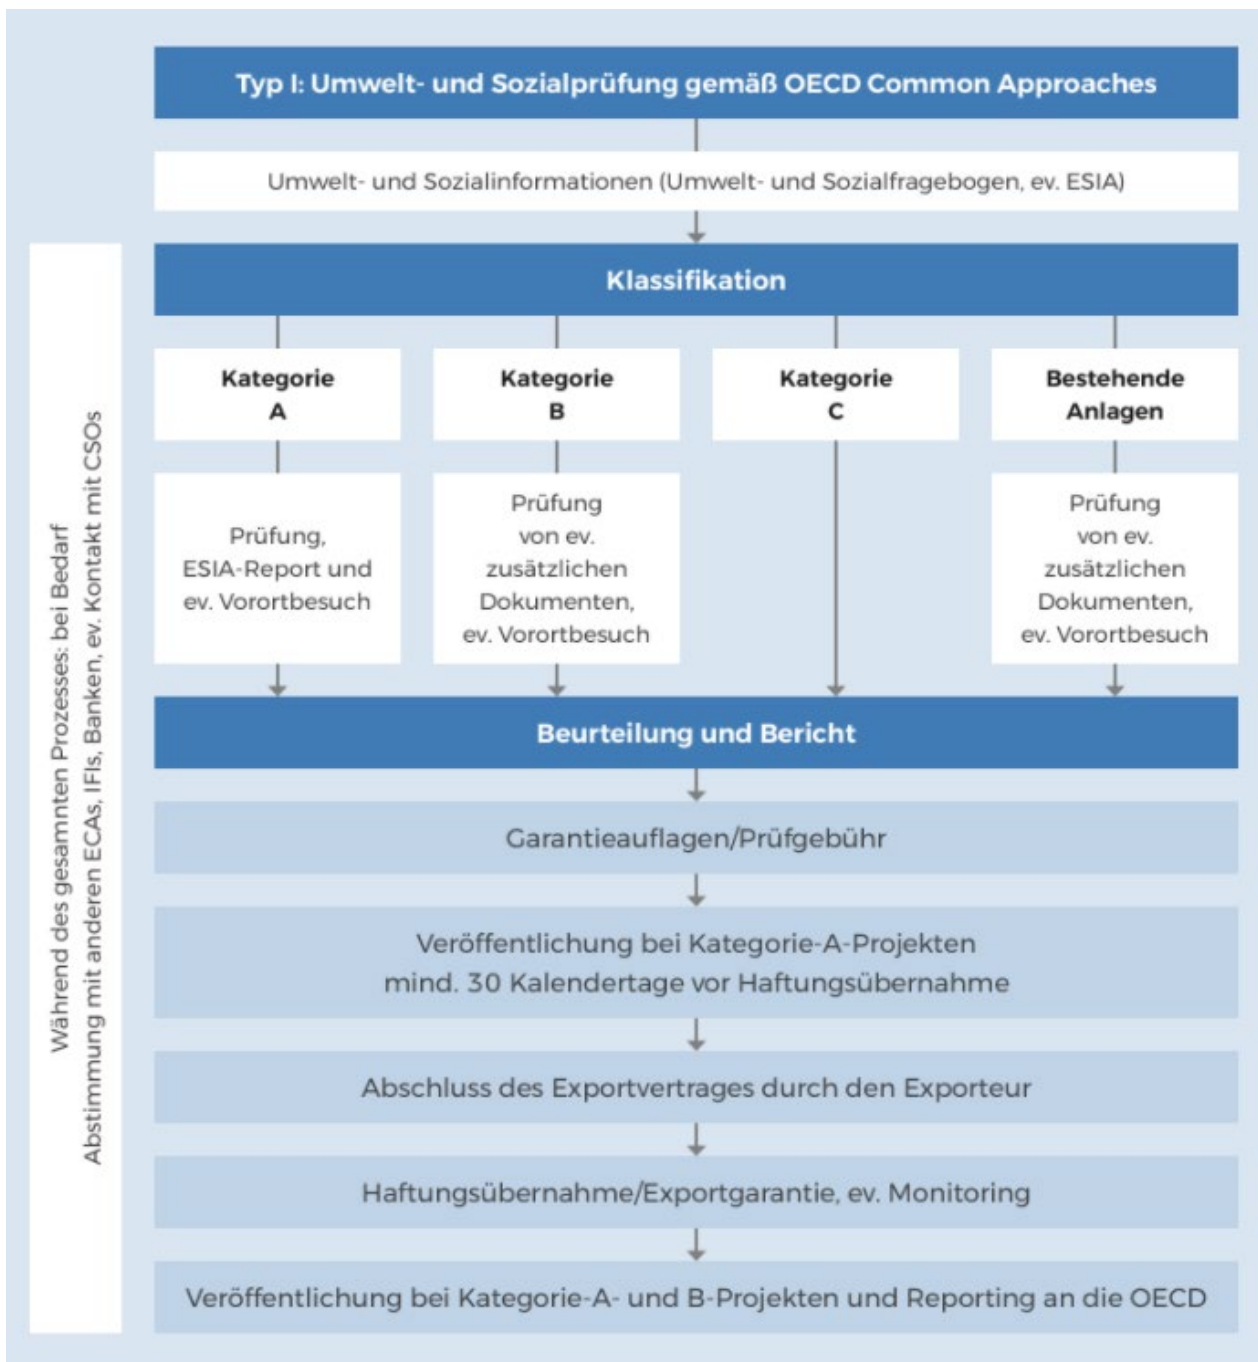 Typ I: Umwelt- und Sozialprüfung gemäß OECD Common Approaches
Umwelt- und Sozialinformationen (Umwelt- und Sozialfragebogen, ev. ESIA)
Während des gesamnten Prozesses: bei Bedarf
Abstimmung mit anderen ECAs, IFIs, Banken, ev. Kontakt mit CSOs
Klassifikation
Kategorie
A
Kategorie
B
Kategorie
C
Bestehende
Anlagen
Prüfung,
ESIA-Report und
ev. Vorortbesuch
Prüfung
von ev.
zusätzlichen
Dokumenten,
ev. Vorortbesuch
Prüfung
von ev.
zusätzlichen
Dokumenten,
ev. Vorortbesuch
Beurteilung und Bericht
Garantieauflagen/Prüfgebühr
Veröffentlichung bei Kategorie-A-Projekten
mind. 30 Kalendertage vor Haftungsübernahme
Abschluss des Exportvertrages durch den Exporteur
Haftungsübernahme/Exportgarantie, ev. Monitoring
Veröffentlichung bei Kategorie-A- und B-Projekten und Reporting an die OECD